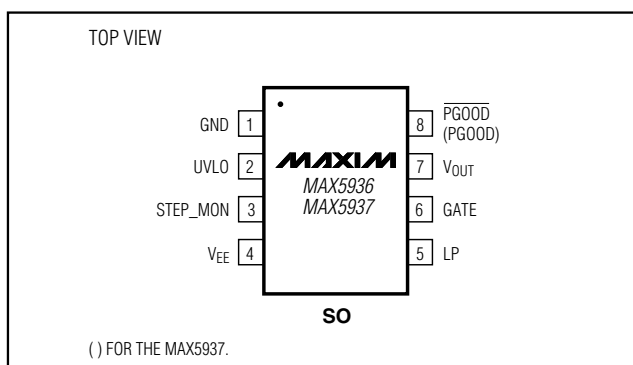 TOP VIEW
GND 1
UVLO 2
STEP_MON 3
VEE 4
MAXIM
MAX5936
MAX5937
8 PGOOD
(PGOOD)
7 VOUT
6 GATE
5 LP
SO
( ) FOR THE MAX5937.